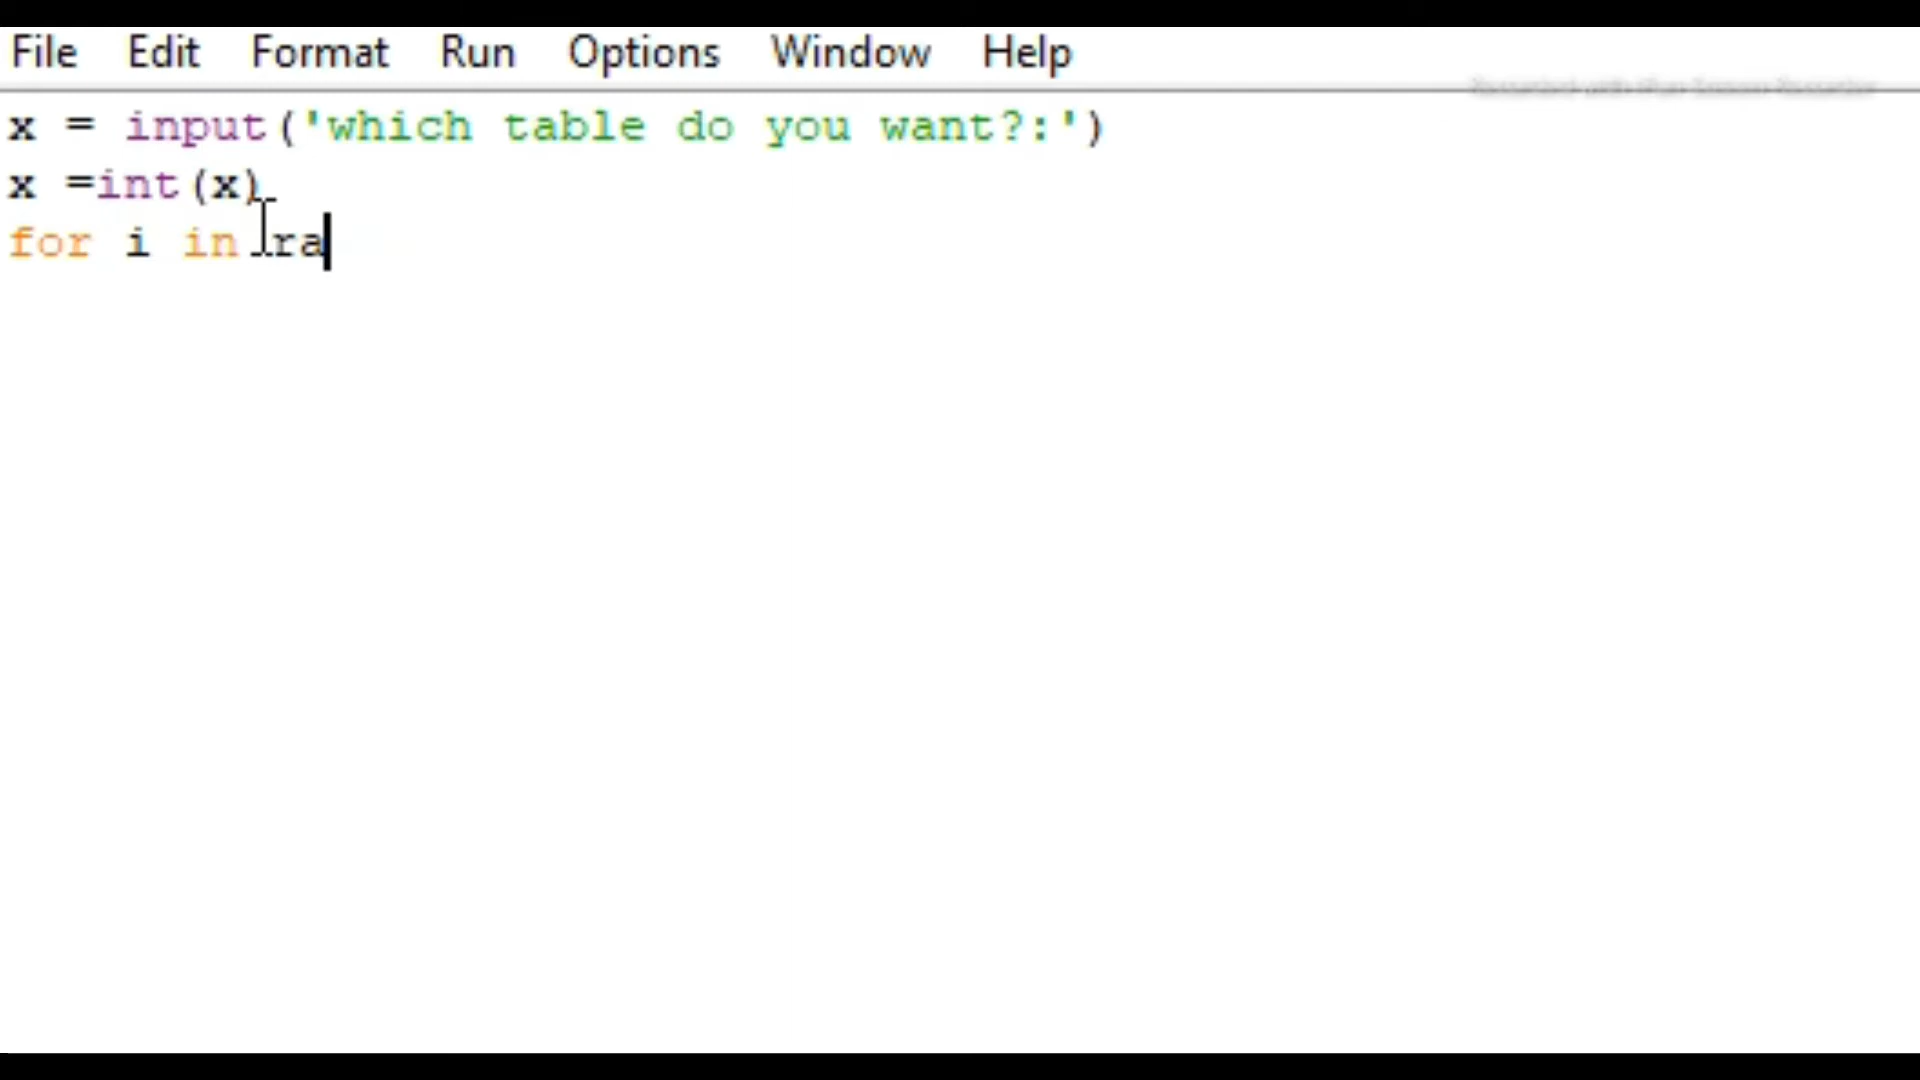 File Edit Format Run Options Window Help
x = input('which table do you want?:')
x =int(x)
for i in ra